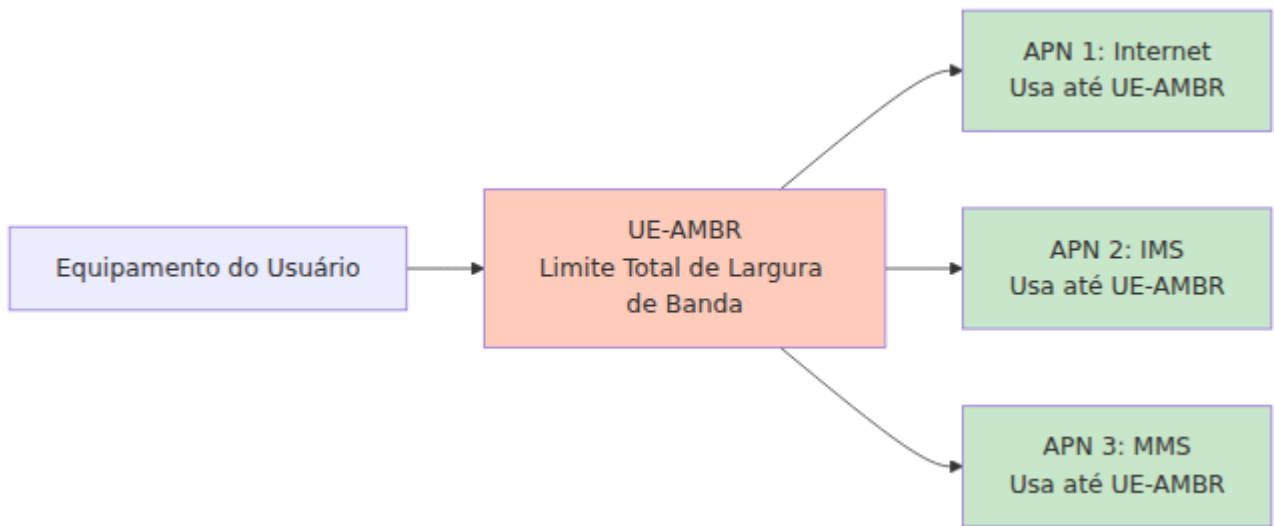 Equipamento do Usuário
UE-AMBR
Limite Total de Largura
de Banda
APN 1: Internet
Usa até UE-AMBR
APN 2: IMS
Usa até UE-AMBR
APN 3: MMS
Usa até UE-AMBR